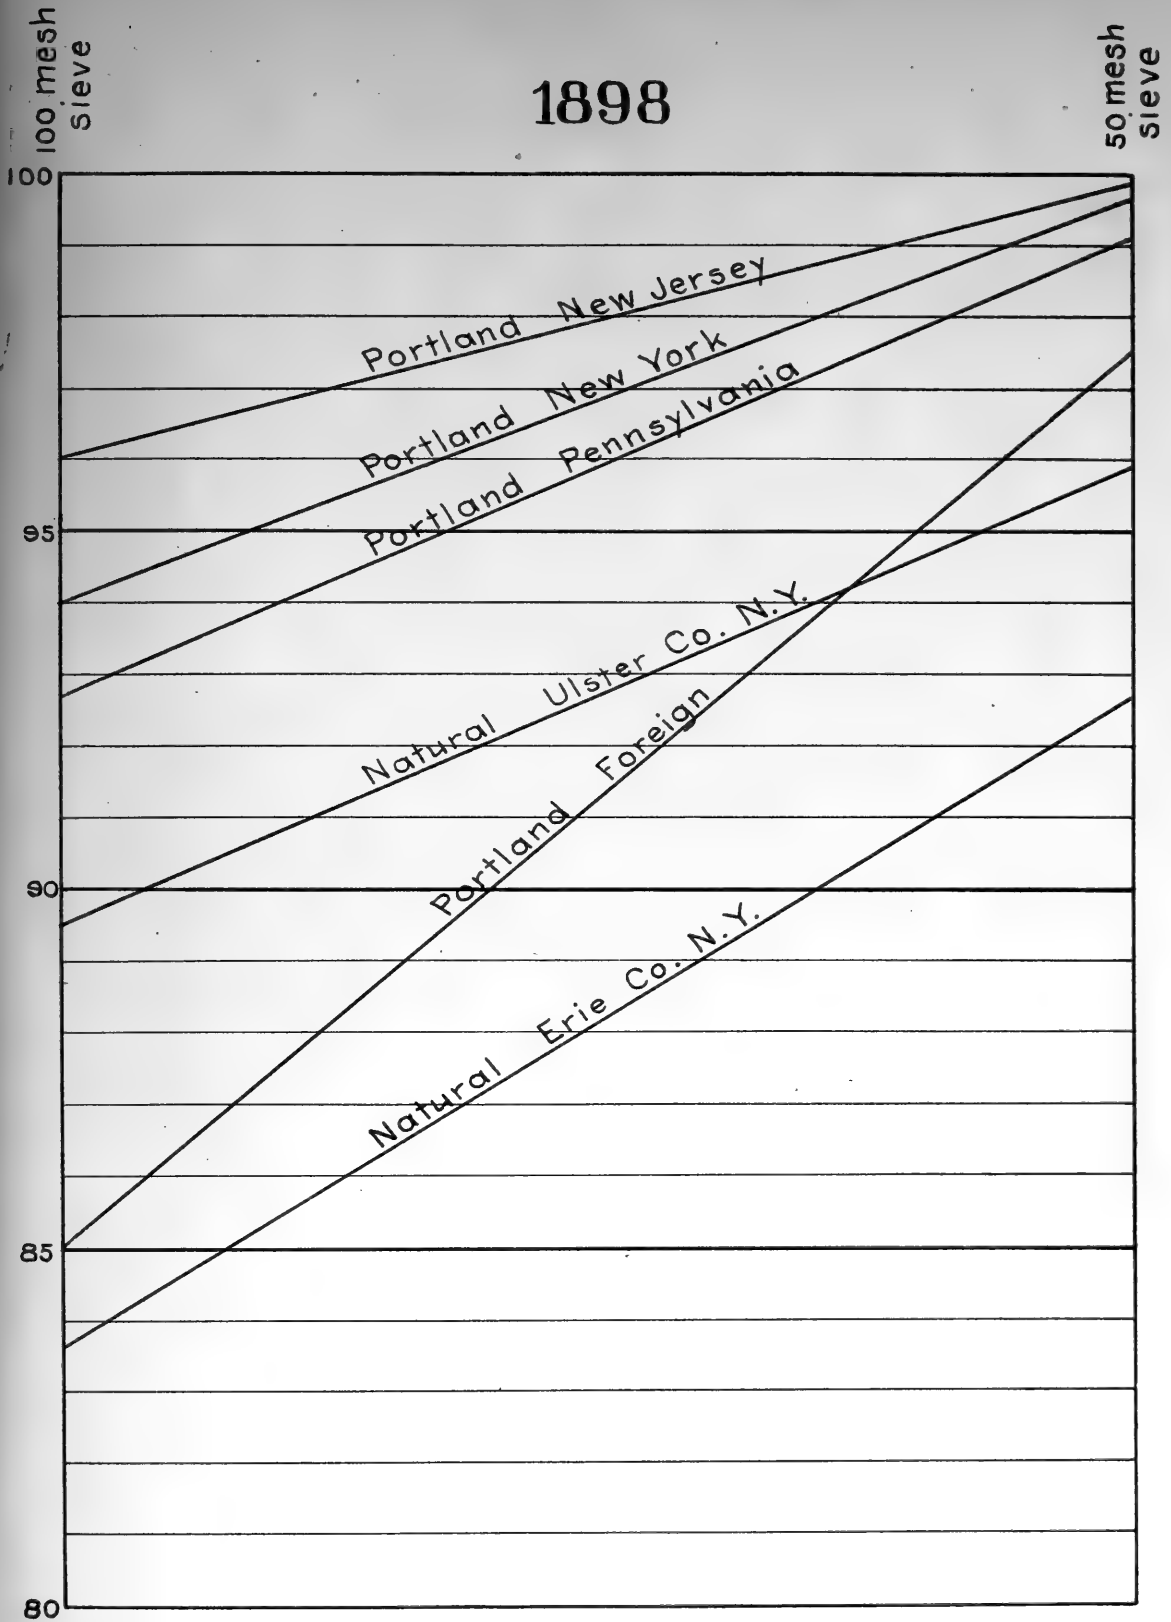 100 mesh
sieve
1898
50 mesh
sieve
100
Portland New Jersey
Portland New York
Portland Pennsylvania
95
Natural Ulster Co. N.Y.
Portland Foreign
90
Natural Erie Co. N.Y.
85
80